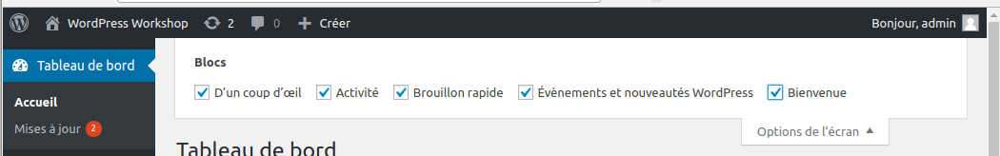 WordPress Workshop 2 0 Créer Bonjour, admin
Tableau de bord
Accueil
Mises à jour 2
Blocs
D’un coup d’œil Activité Brouillon rapide Évènements et nouveautés WordPress Bienvenue
Options de l’écran
Tableau de bord